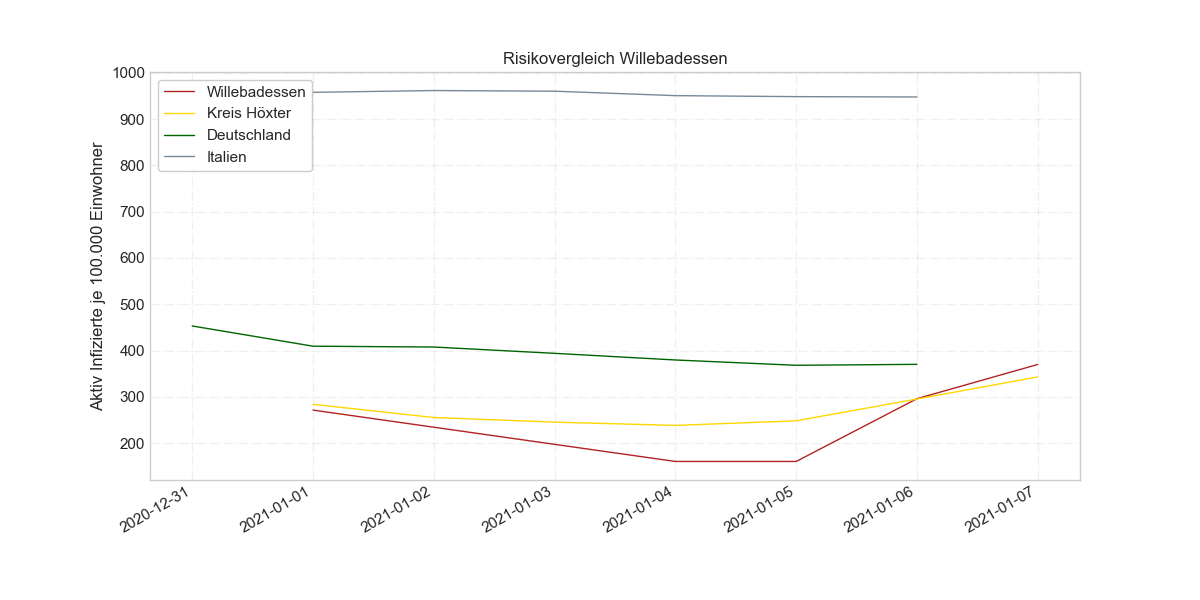 Risikovergleich Willebadessen
Aktiv Infizierte je 100.000 Einwohner
1000
900
800
700
600
500
400
300
200
Willebadessen
Kreis Höxter
Deutschland
Italien
2020-12-31
2021-01-01
2021-01-02
2021-01-03
2021-01-04
2021-01-05
2021-01-06
2021-01-07